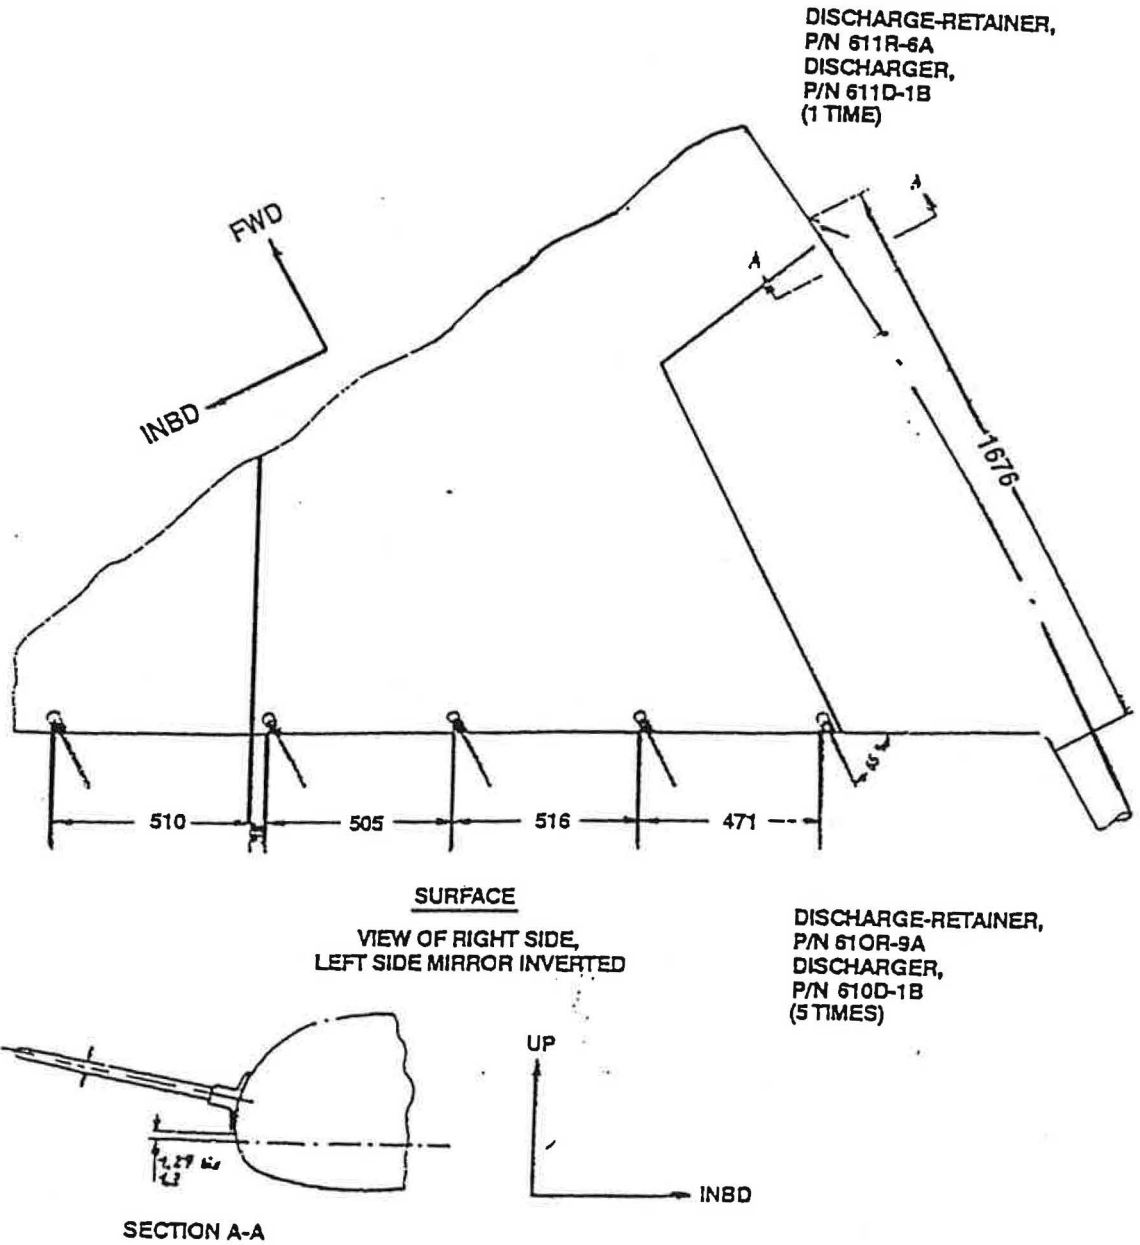 DISCHARGE-RETAINER,
P/N 611R-6A
DISCHARGER,
P/N 611D-1B
(1 TIME)
A
FWD
A
INBD
1676
510
505
516
471
SURFACE
VIEW OF RIGHT SIDE,
LEFT SIDE MIRROR INVERTED
DISCHARGE-RETAINER,
P/N 610R-9A
DISCHARGER,
P/N 610D-1B
(5 TIMES)
UP
INBD
SECTION A-A